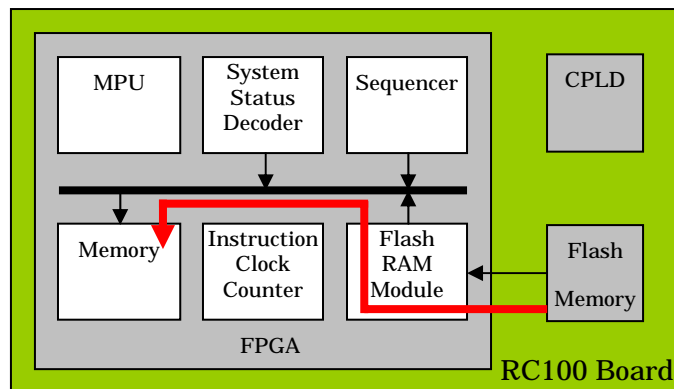 MPU
System
Status
Decoder
Sequencer
CPLD
Memory
Instruction
Clock
Counter
Flash
RAM
Module
Flash
Memory
FPGA
RC100 Board